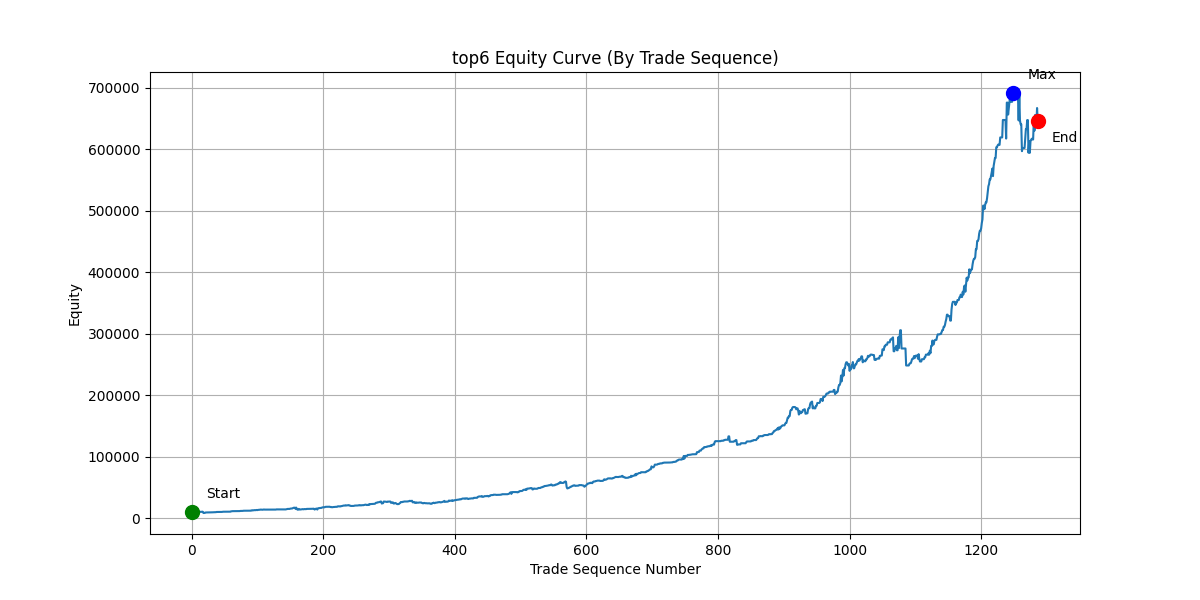 top6 Equity Curve (By Trade Sequence)
Max
700000
End
600000
500000
400000
Equity
300000
200000
100000
Start
0
0 200 400 600 800 1000 1200
Trade Sequence Number